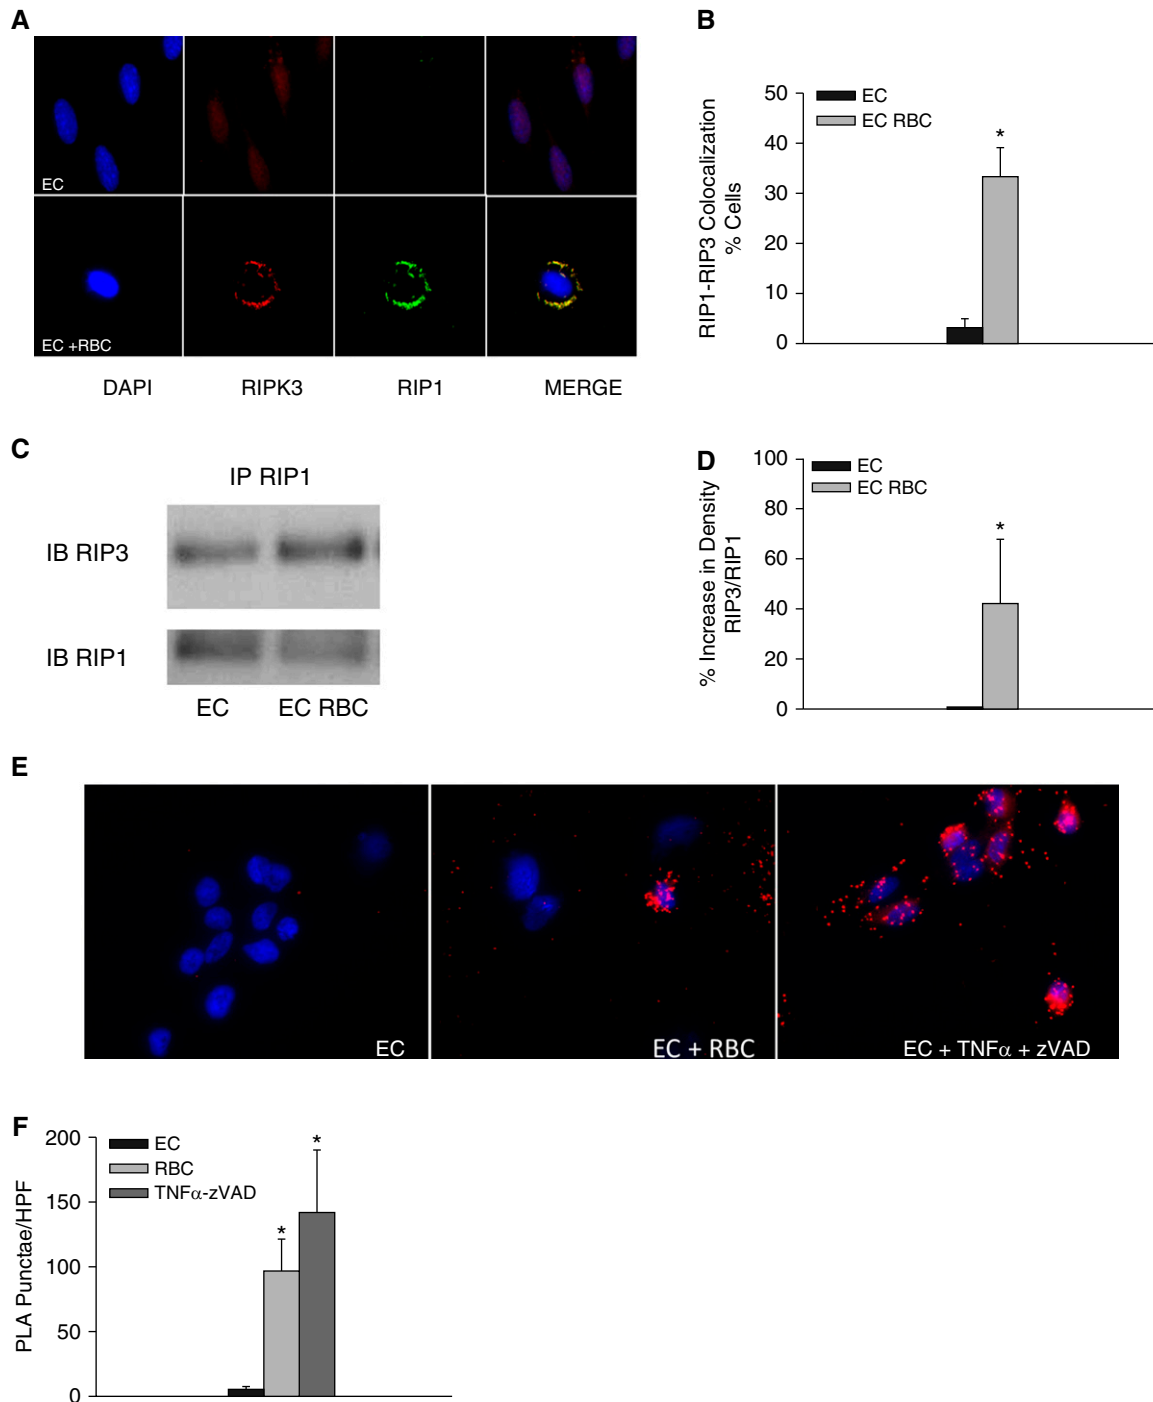 A
EC
EC +RBC
DAPI RIPK3 RIP1 MERGE
B
RIP1-RIP3 Colocalization
% Cells
50
40
30
20
10
0
EC
EC RBC
*
C
IP RIP1
IB RIP3
IB RIP1
EC EC RBC
D
% Increase in Density
RIP3/RIP1
100
80
60
40
20
0
EC
EC RBC
*
E
EC
EC + RBC
EC + TNFα + zVAD
F
PLA Punctae/HPF
200
150
100
50
0
EC
RBC
TNFα-zVAD
*
*